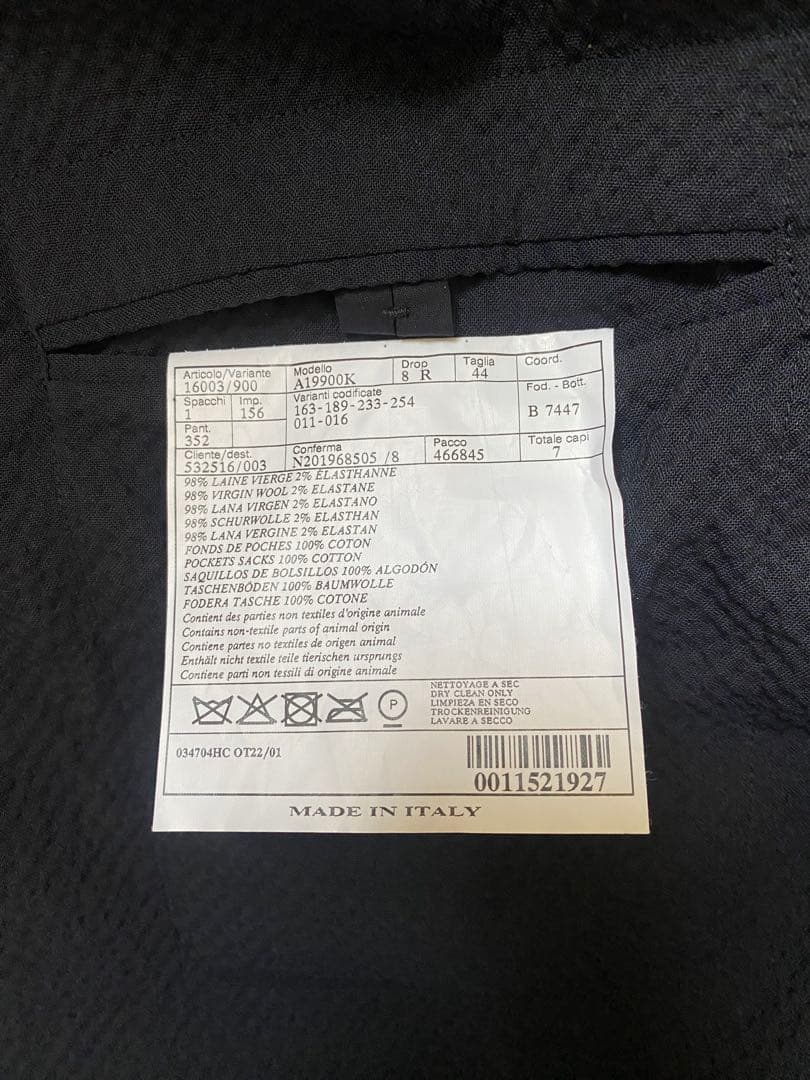 Articolo/Variante Modello Drop Taglia Coord.
16003/900 A19900K 8 R 44
Spacchi Imp. Varianti codificate Fod. - Bott.
1 156 163-189-233-254 B 7447
011-016
Pant.
352
Cliente/dest. Conferma Pacco Totale capi
532516/003 N201968505 /8 466845 7
98% LAINE VIERGE 2% ÉLASTHANNE
98% VIRGIN WOOL 2% ELASTANE
98% LANA VIRGEN 2% ELASTANO
98% SCHURWOLLE 2% ELASTHAN
98% LANA VERGINE 2% ELASTAN
FONDS DE POCHES 100% COTON
POCKETS SACKS 100% COTTON
SAQUILLOS DE BOLSILLOS 100% ALGODÓN
TASCHENBÖDEN 100% BAUMWOLLE
FODERA TASCHE 100% COTONE
Contient des parties non textiles d'origine animale
Contains non-textile parts of animal origin
Contiene partes no textiles de origen animal
Enthält nicht textile teile tierischen ursprungs
Contiene parti non tessili di origine animale
P
NETTOYAGE A SEC
DRY CLEAN ONLY
LIMPIEZA EN SECO
TROCKENREINIGUNG
LAVARE A SECCO
034704HC OT22/01
0011521927
MADE IN ITALY